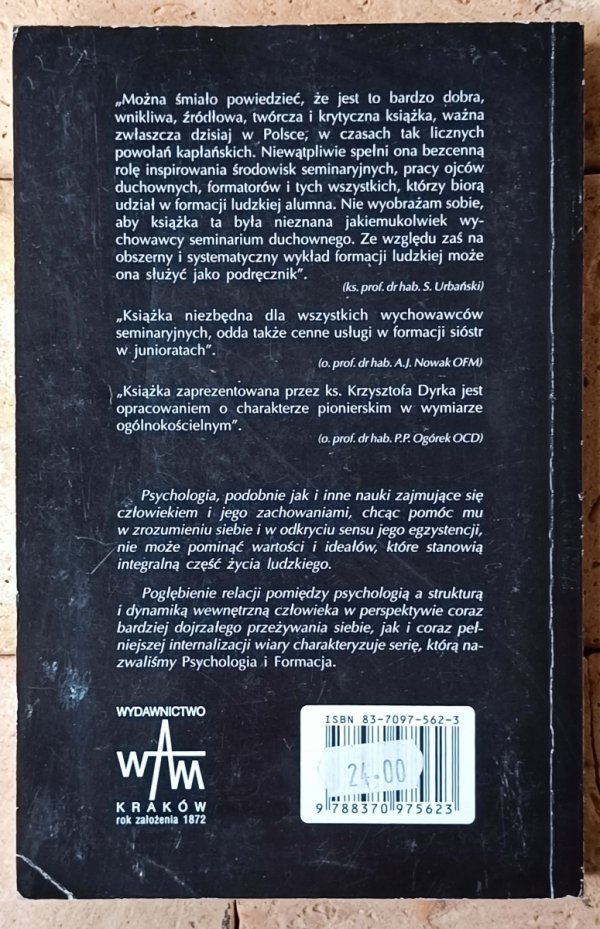 „Można śmiało powiedzieć, że jest to bardzo dobra,
wnikliwa, źródłowa, twórcza i krytyczna książka, ważna
zwłaszcza dzisiaj w Polsce, w czasach tak licznych
powołań kapłańskich. Niewątpliwie spełni ona bezcenną
rolę inspirowania środowisk seminaryjnych, pracy ojców
duchownych, formatorów i tych wszystkich, którzy biorą
udział w formacji ludzkiej alumna. Nie wyobrażam sobie,
aby książka ta była nieznana jakiemukolwiek wy-
chowawcy seminarium duchownego. Ze względu zaś na
obszerny i systematyczny wykład formacji ludzkiej może
ona służyć jako podręcznik”.
(ks. prof. dr hab. S. Urbański)
„Książka niezbędna dla wszystkich wychowawców
seminaryjnych, odda także cenne usługi w formacji sióstr
w junioratach”.
(o. prof. dr hab. A.J. Nowak OFM)
„Książka zaprezentowana przez ks. Krzysztofa Dyrka jest
opracowaniem o charakterze pionierskim w wymiarze
ogólnokościelnym”.
(o. prof. dr hab. P.P. Ogórek OCD)
Psychologia, podobnie jak i inne nauki zajmujące się
człowiekiem i jego zachowaniami, chcąc pomóc mu
w zrozumieniu siebie i w odkryciu sensu jego egzystencji,
nie może pominąć wartości i ideałów, które stanowią
integralną część życia ludzkiego.
Pogłębienie relacji pomiędzy psychologią a strukturą
i dynamiką wewnętrzną człowieka w perspektywie coraz
bardziej dojrzałego przeżywania siebie, jak i coraz peł-
niejszej internalizacji wiary charakteryzuje serię, którą na-
zwaliśmy Psychologia i Formacja.
WYDAWNICTWO
WAM
KRAKÓW
rok założenia 1872
ISBN 83-7097-562-3
24.00
9 788370 975623